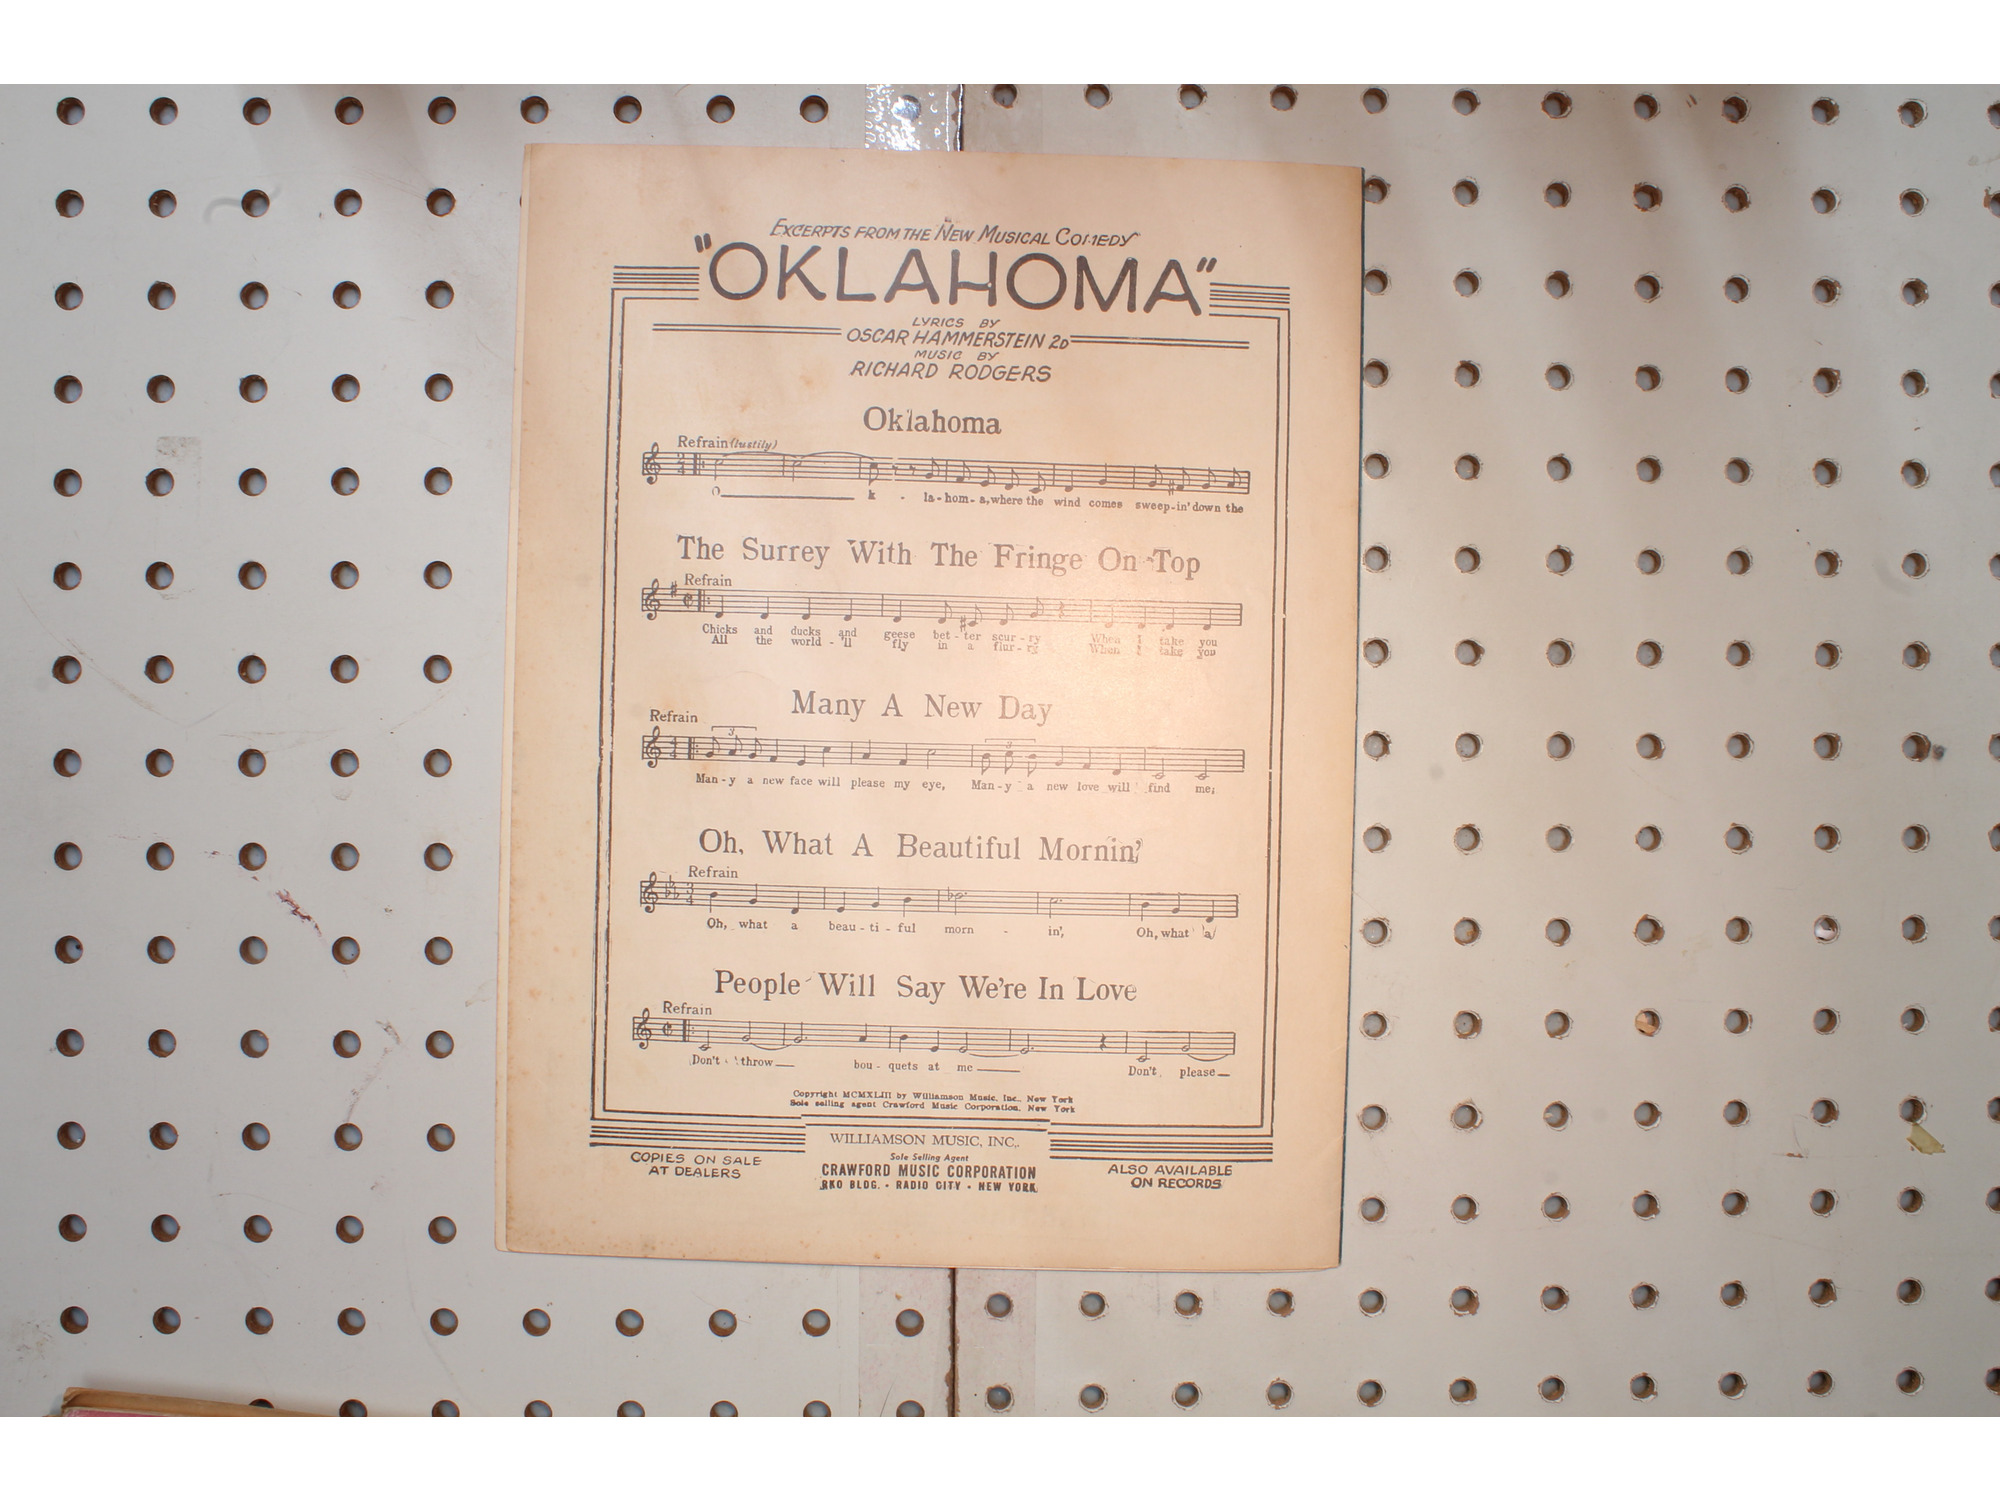 EXCERPTS FROM THE NEW MUSICAL COMEDY
"OKLAHOMA"
LYRICS BY
OSCAR HAMMERSTEIN 2D
MUSIC BY
RICHARD RODGERS
Oklahoma
Refrain (lustily)
O k - la - hom - a, where the wind comes sweep - in' down the
The Surrey With The Fringe On Top
Refrain
Chicks and ducks and geese bet - ter scur - ry When I take you
All the world - 'll fly in a flur - ry When I take you
Many A New Day
Refrain
3 3
Man - y a new face will please my eye, Man - y a new love will find me;
Oh, What A Beautiful Mornin'
Refrain
Oh, what a beau - ti - ful morn - in', Oh, what a
People Will Say We're In Love
Refrain
Don't throw bou - quets at me Don't please
Copyright MCMXLIII by Williamson Music, Inc., New York
Sole selling agent Crawford Music Corporation, New York
WILLIAMSON MUSIC, INC.
Sole Selling Agent
CRAWFORD MUSIC CORPORATION
RKO BLDG. • RADIO CITY • NEW YORK
COPIES ON SALE
AT DEALERS
ALSO AVAILABLE
ON RECORDS